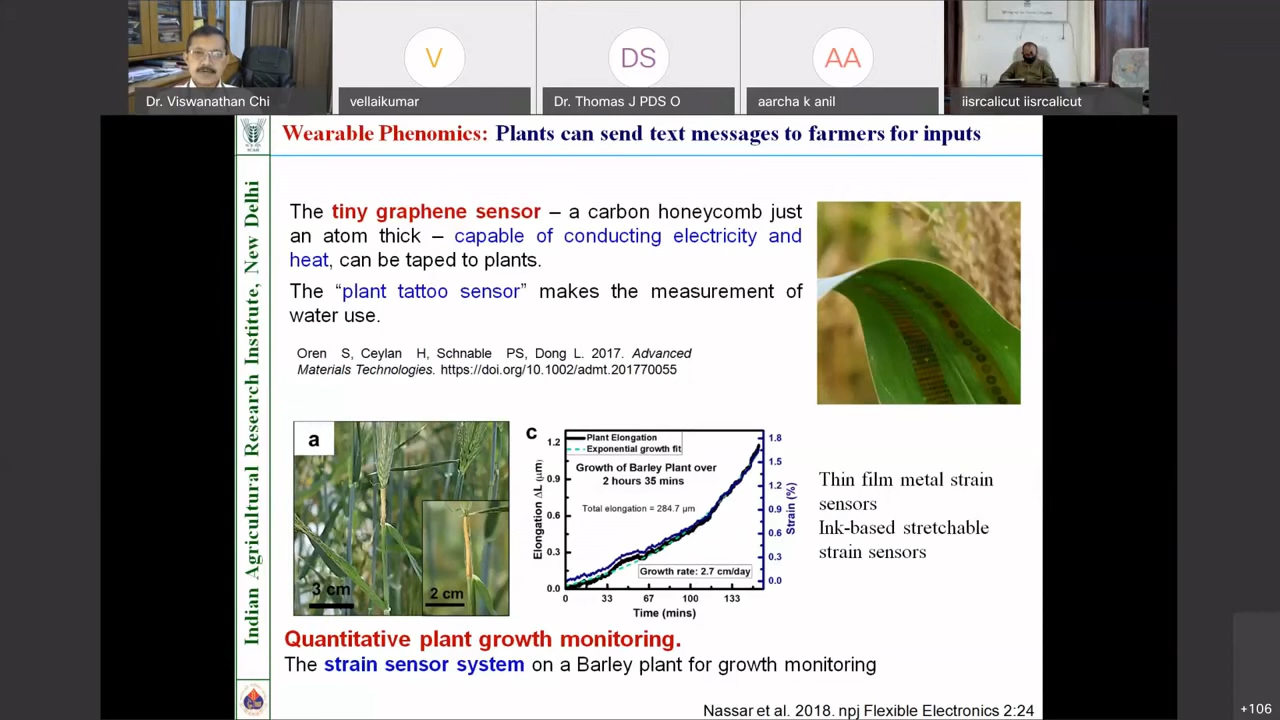 V
DS
AA
Dr. Viswanathan Chi
vellaikumar
Dr. Thomas J PDS O
aarcha k anil
iisrcalicut iisrcalicut
Wearable Phenomics: Plants can send text messages to farmers for inputs
Indian Agricultural Research Institute, New Delhi
The tiny graphene sensor – a carbon honeycomb just
an atom thick – capable of conducting electricity and
heat, can be taped to plants.
The “plant tattoo sensor” makes the measurement of
water use.
Oren S, Ceylan H, Schnable PS, Dong L. 2017. Advanced
Materials Technologies. https://doi.org/10.1002/admt.201770055
a
3 cm
2 cm
c
Plant Elongation
Exponential growth fit
Growth of Barley Plant over
2 hours 35 mins
Total elongation = 284.7 µm
Growth rate: 2.7 cm/day
Elongation ΔL (µm)
1.2
0.9
0.6
0.3
0.0
0 33 67 100 133
Time (mins)
1.8
1.5
1.2
0.9
0.6
0.3
0.0
Strain (%)
Thin film metal strain
sensors
Ink-based stretchable
strain sensors
Quantitative plant growth monitoring.
The strain sensor system on a Barley plant for growth monitoring
Nassar et al. 2018. npj Flexible Electronics 2:24
+106